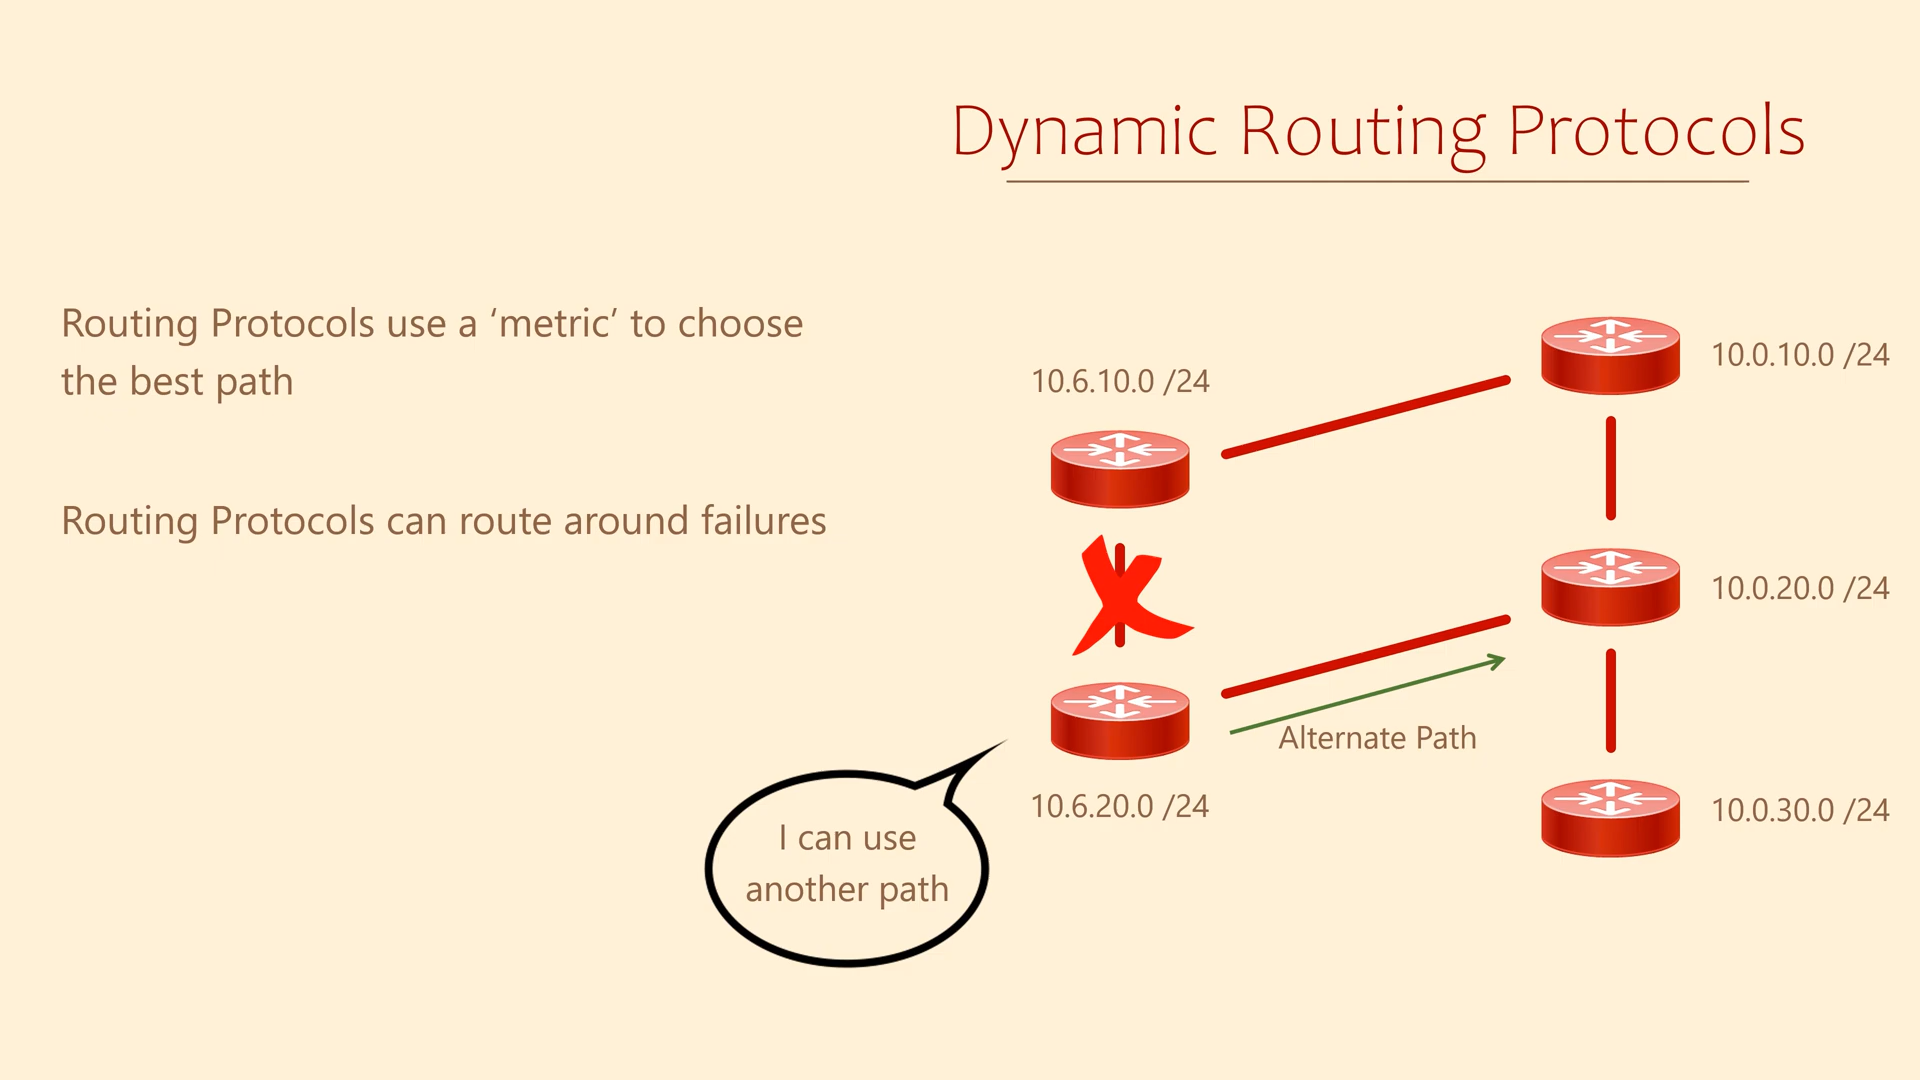 Dynamic Routing Protocols
Routing Protocols use a ‘metric’ to choose
the best path
Routing Protocols can route around failures
10.6.10.0 /24
10.0.10.0 /24
10.0.20.0 /24
Alternate Path
10.6.20.0 /24
10.0.30.0 /24
I can use
another path